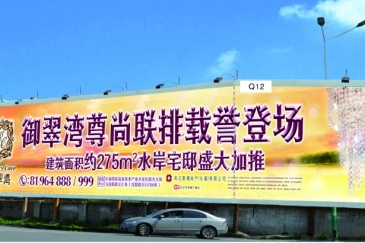 Q12
御翠湾尊尚联排载誉登场
建筑面积约275m²水岸宅邸盛大加推
81964 888 / 999